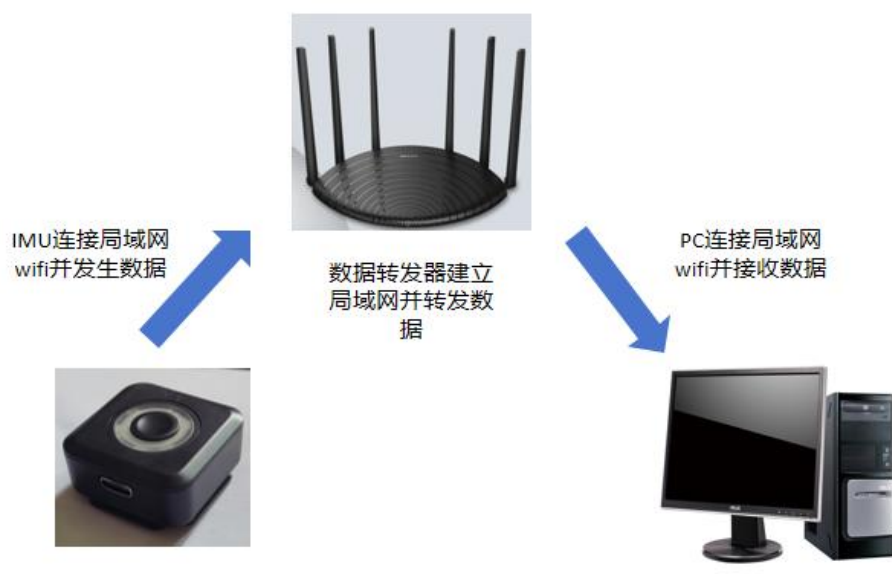 IMU连接局域网
wifi并发生数据
数据转发器建立
局域网并转发数
据
PC连接局域网
wifi并接收数据